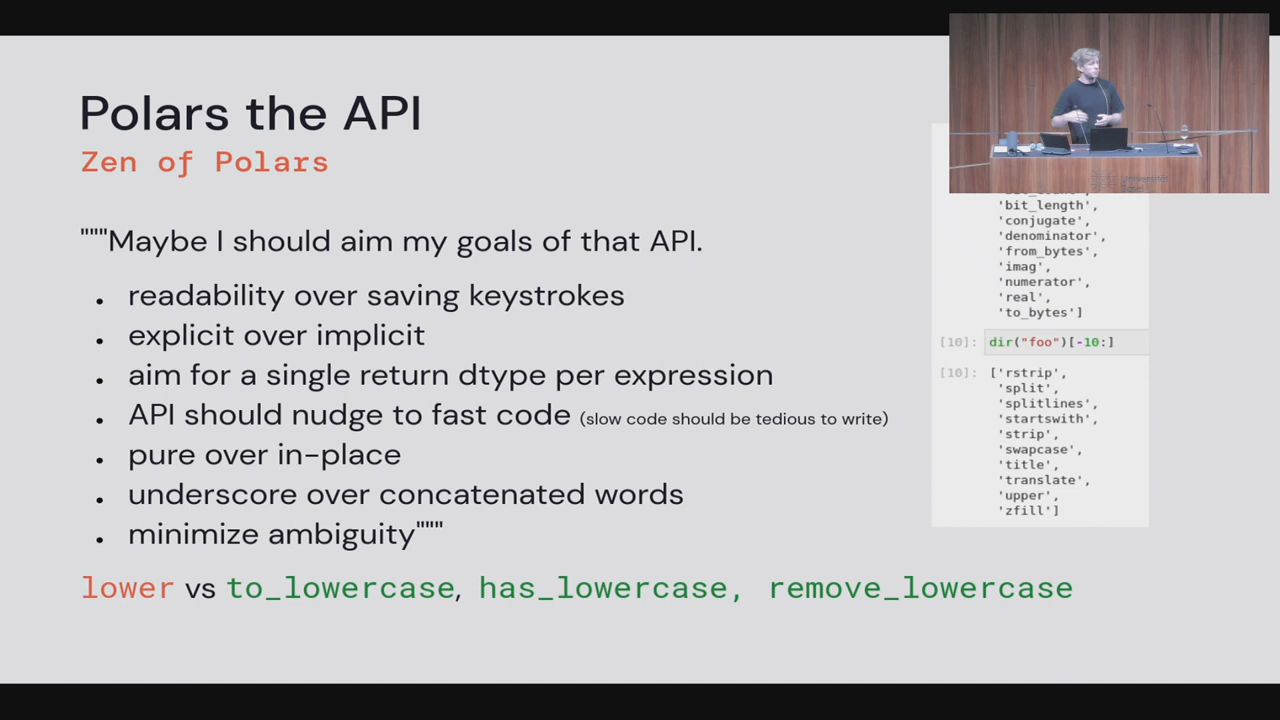 Polars the API
Zen of Polars
"""Maybe I should aim my goals of that API.
• readability over saving keystrokes
• explicit over implicit
• aim for a single return dtype per expression
• API should nudge to fast code (slow code should be tedious to write)
• pure over in-place
• underscore over concatenated words
• minimize ambiguity"""
lower vs to_lowercase, has_lowercase, remove_lowercase
'bit_length',
'conjugate',
'denominator',
'from_bytes',
'imag',
'numerator',
'real',
'to_bytes']
[10]: dir("foo")[-10:]
[10]: ['rstrip',
'split',
'splitlines',
'startswith',
'strip',
'swapcase',
'title',
'translate',
'upper',
'zfill']